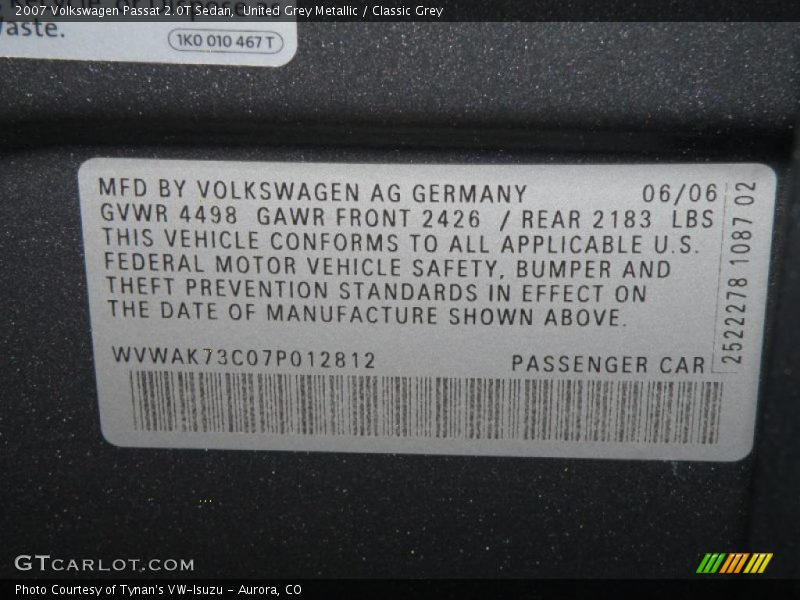 2007 Volkswagen Passat 2.0T Sedan, United Grey Metallic / Classic Grey
waste.
1K0 010 467 T
MFD BY VOLKSWAGEN AG GERMANY 06/06
GVWR 4498 GAWR FRONT 2426 / REAR 2183 LBS
THIS VEHICLE CONFORMS TO ALL APPLICABLE U.S.
FEDERAL MOTOR VEHICLE SAFETY, BUMPER AND
THEFT PREVENTION STANDARDS IN EFFECT ON
THE DATE OF MANUFACTURE SHOWN ABOVE.
WVWAK73C07P012812 PASSENGER CAR
2522278 1087 02
GTCARLOT.COM
Photo Courtesy of Tynan's VW-Isuzu - Aurora, CO